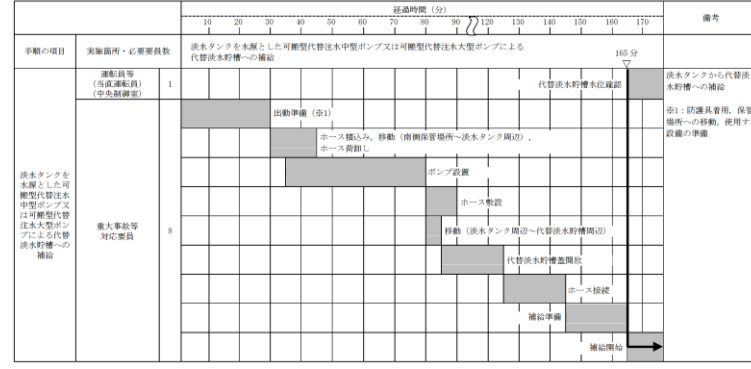 経過時間（分）
備考
10 20 30 40 50 60 70 80 90 120 130 140 150 160 170
手順の項目
実施箇所・必要要員数
淡水タンクを水源とした可搬型代替注水中型ポンプ又は可搬型代替注水大型ポンプによる
代替淡水貯槽への補給
165 分
運転員等
（当直運転員）
（中央制御室）
1
代替淡水貯槽水位確認
淡水タンクから代替淡
水貯槽への補給
※1：防護具着用，保管
場所への移動，使用す
設備の準備
淡水タンクを
水源とした可
搬型代替注水
中型ポンプ又
は可搬型代替
注水大型ポン
プによる代替
淡水貯槽への
補給
重大事故等
対応要員
8
出動準備（※1）
ホース積込み，移動（南側保管場所～淡水タンク周辺），
ホース荷卸し
ポンプ設置
ホース敷設
移動（淡水タンク周辺～代替淡水貯槽周辺）
代替淡水貯槽蓋開放
ホース接続
補給準備
補給開始